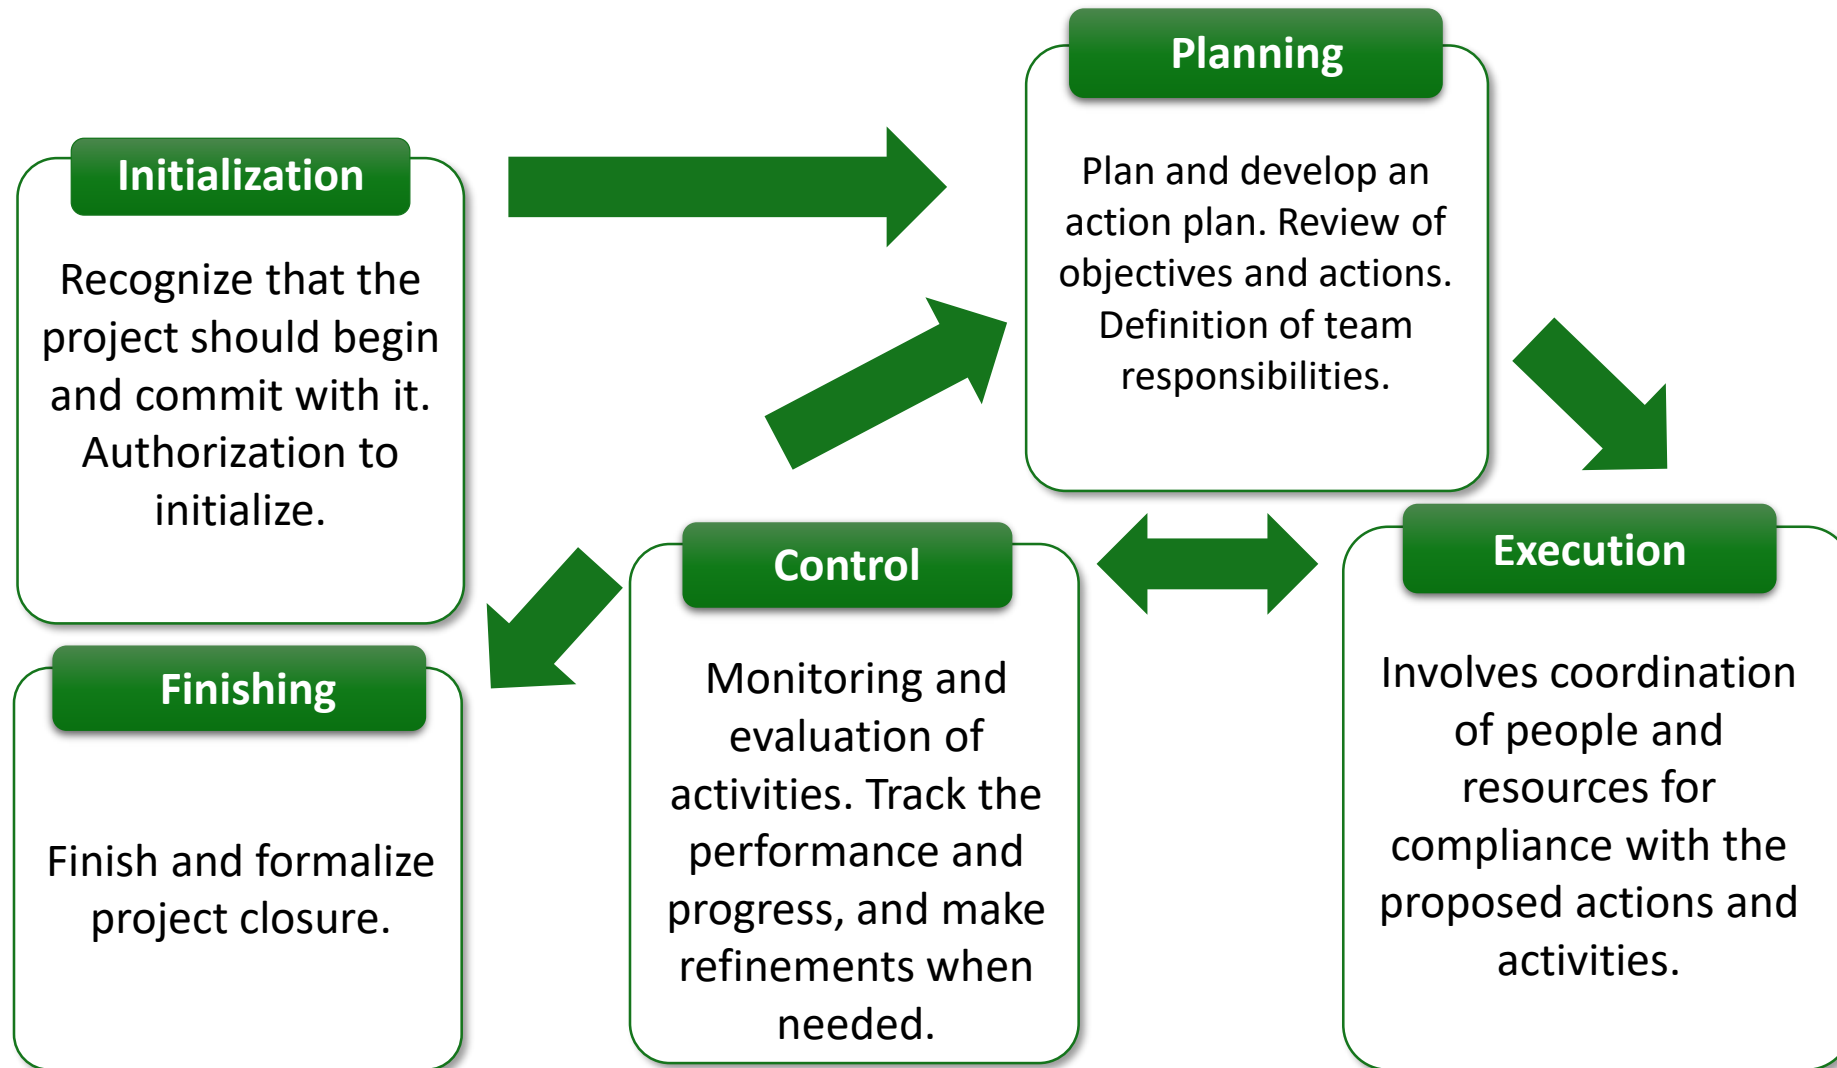 Initialization
Recognize that the
project should begin
and commit with it.
Authorization to
initialize.
Planning
Plan and develop an
action plan. Review of
objectives and actions.
Definition of team
responsibilities.
Execution
Involves coordination
of people and
resources for
compliance with the
proposed actions and
activities.
Control
Monitoring and
evaluation of
activities. Track the
performance and
progress, and make
refinements when
needed.
Finishing
Finish and formalize
project closure.